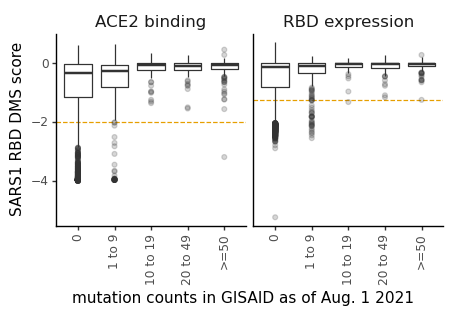 ACE2 binding
RBD expression
SARS1 RBD DMS score
0
−2
−4
0
1 to 9
10 to 19
20 to 49
>=50
0
1 to 9
10 to 19
20 to 49
>=50
mutation counts in GISAID as of Aug. 1 2021